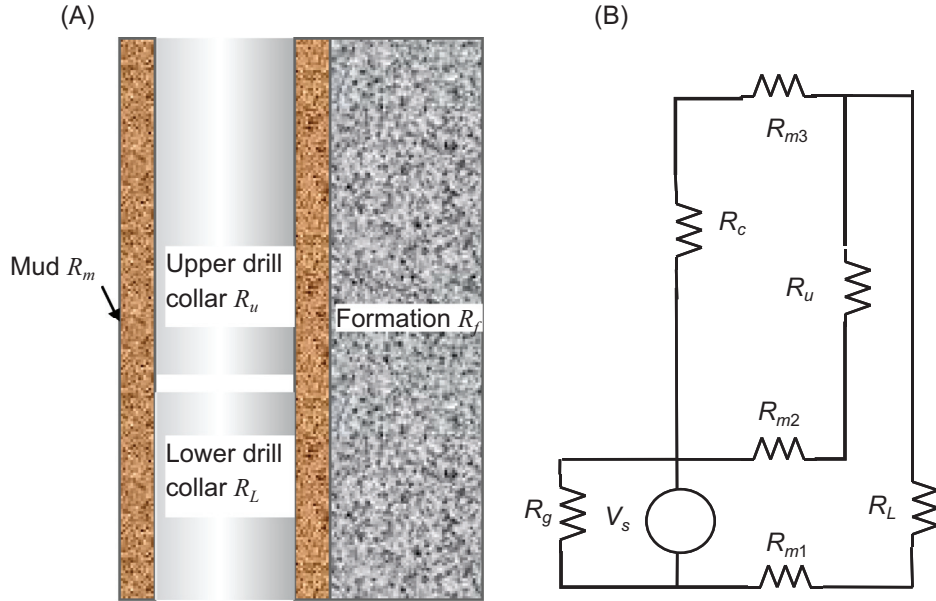 (A)
(B)
Mud R_m
Upper drill
collar R_u
Formation R_f
Lower drill
collar R_L
R_m3
R_c
R_u
R_m2
R_g
V_s
R_L
R_m1